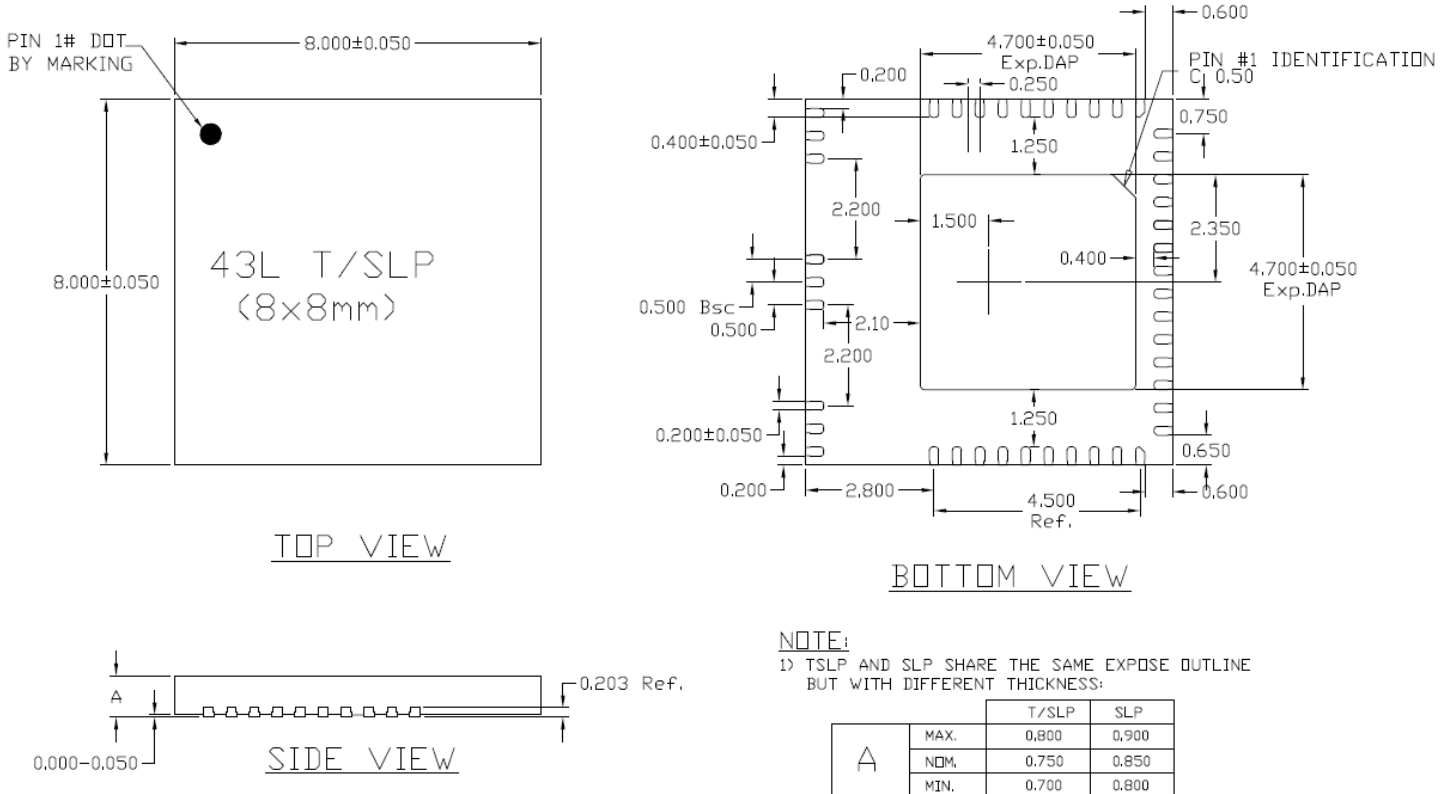 PIN 1# DOT
BY MARKING
8.000±0.050
8.000±0.050
43L T/SLP
(8x8mm)
TOP VIEW
0.600
4.700±0.050
Exp.DAP
PIN #1 IDENTIFICATION
C 0.50
0.200
0.250
0.750
0.400±0.050
1.250
2.200
1.500
2.350
0.400
4.700±0.050
Exp.DAP
0.500 Bsc
0.500
2.10
2.200
1.250
0.200±0.050
0.650
0.200
2.800
4.500
Ref.
0.600
BOTTOM VIEW
A
0.203 Ref.
0.000-0.050
SIDE VIEW
NOTE:
1) TSLP AND SLP SHARE THE SAME EXPOSE OUTLINE
BUT WITH DIFFERENT THICKNESS:
T/SLP SLP
A
MAX. 0.800 0.900
NOM. 0.750 0.850
MIN. 0.700 0.800